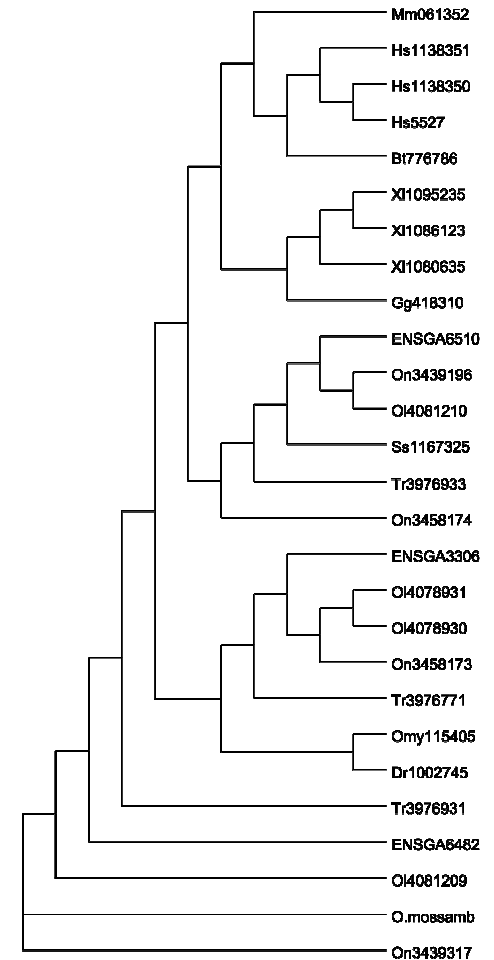 Mm061352
Hs1138351
Hs1138350
Hs5527
Bt776786
Xl1095235
Xl1086123
Xl1080635
Gg418310
ENSGA6510
On3439196
Ol4081210
Ss1167325
Tr3976933
On3458174
ENSGA3306
Ol4078931
Ol4078930
On3458173
Tr3976771
Omy115405
Dr1002745
Tr3976931
ENSGA6482
Ol4081209
O.mossamb
On3439317